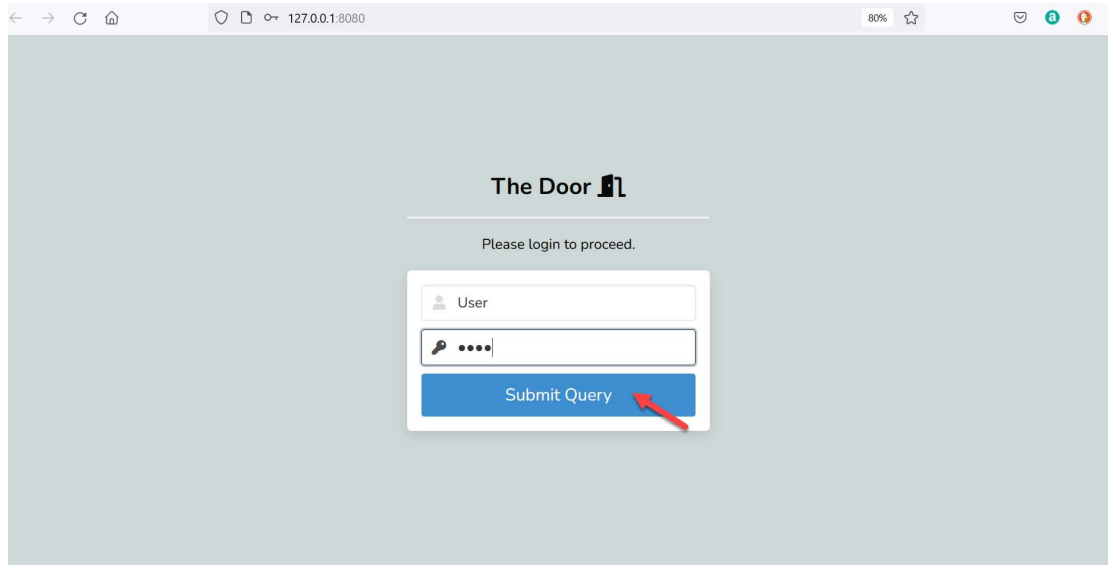 127.0.0.1:8080 80%
The Door
Please login to proceed.
User
••••
Submit Query